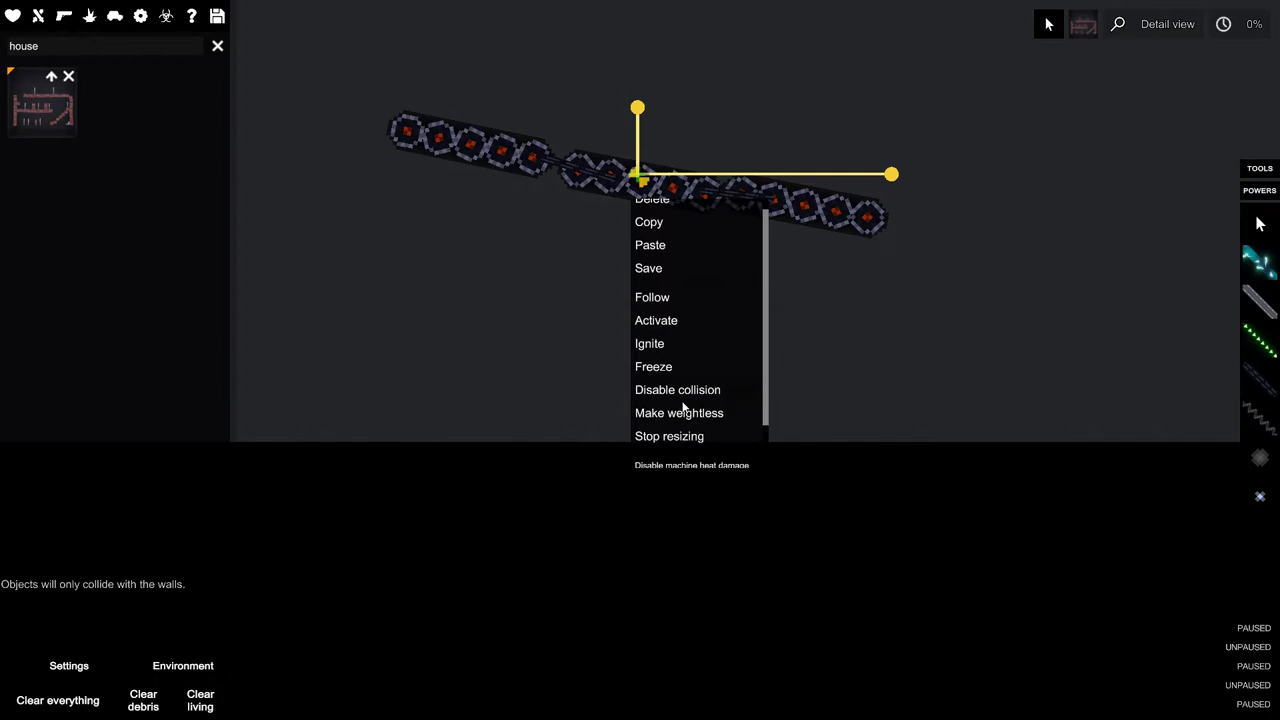 house
Detail view
0%
TOOLS
POWERS
Delete
Copy
Paste
Save
Follow
Activate
Ignite
Freeze
Disable collision
Make weightless
Stop resizing
Disable machine heat damage
Objects will only collide with the walls.
PAUSED
UNPAUSED
PAUSED
UNPAUSED
PAUSED
Settings
Environment
Clear everything
Clear
debris
Clear
living